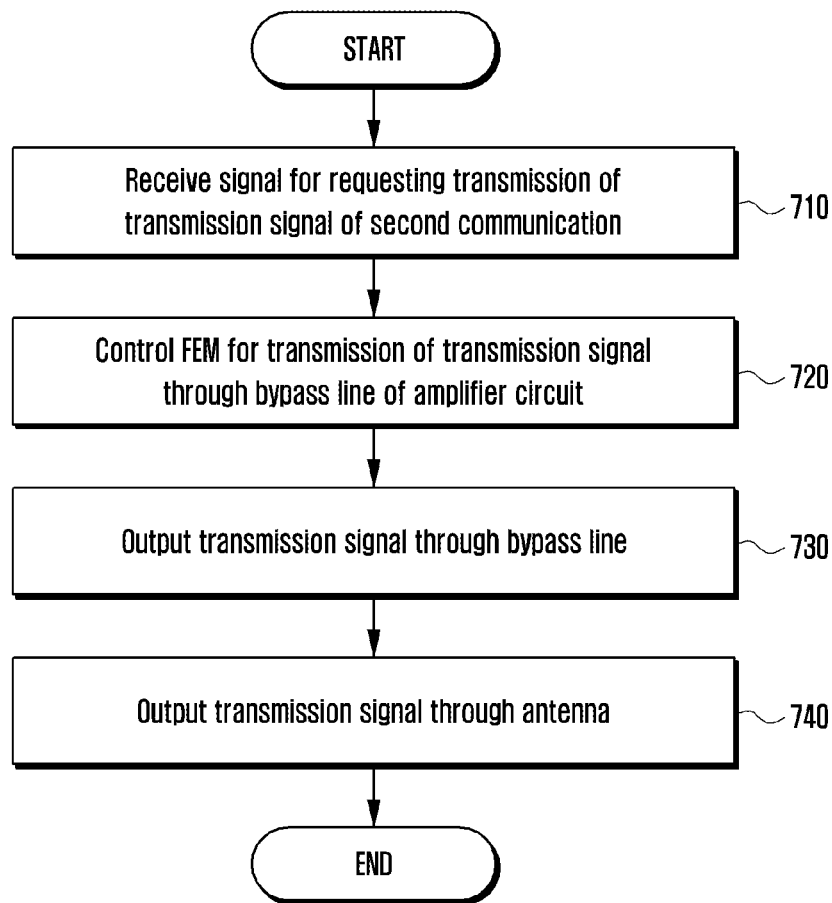 START
Receive signal for requesting transmission of
transmission signal of second communication
710
Control FEM for transmission of transmission signal
through bypass line of amplifier circuit
720
Output transmission signal through bypass line
730
Output transmission signal through antenna
740
END